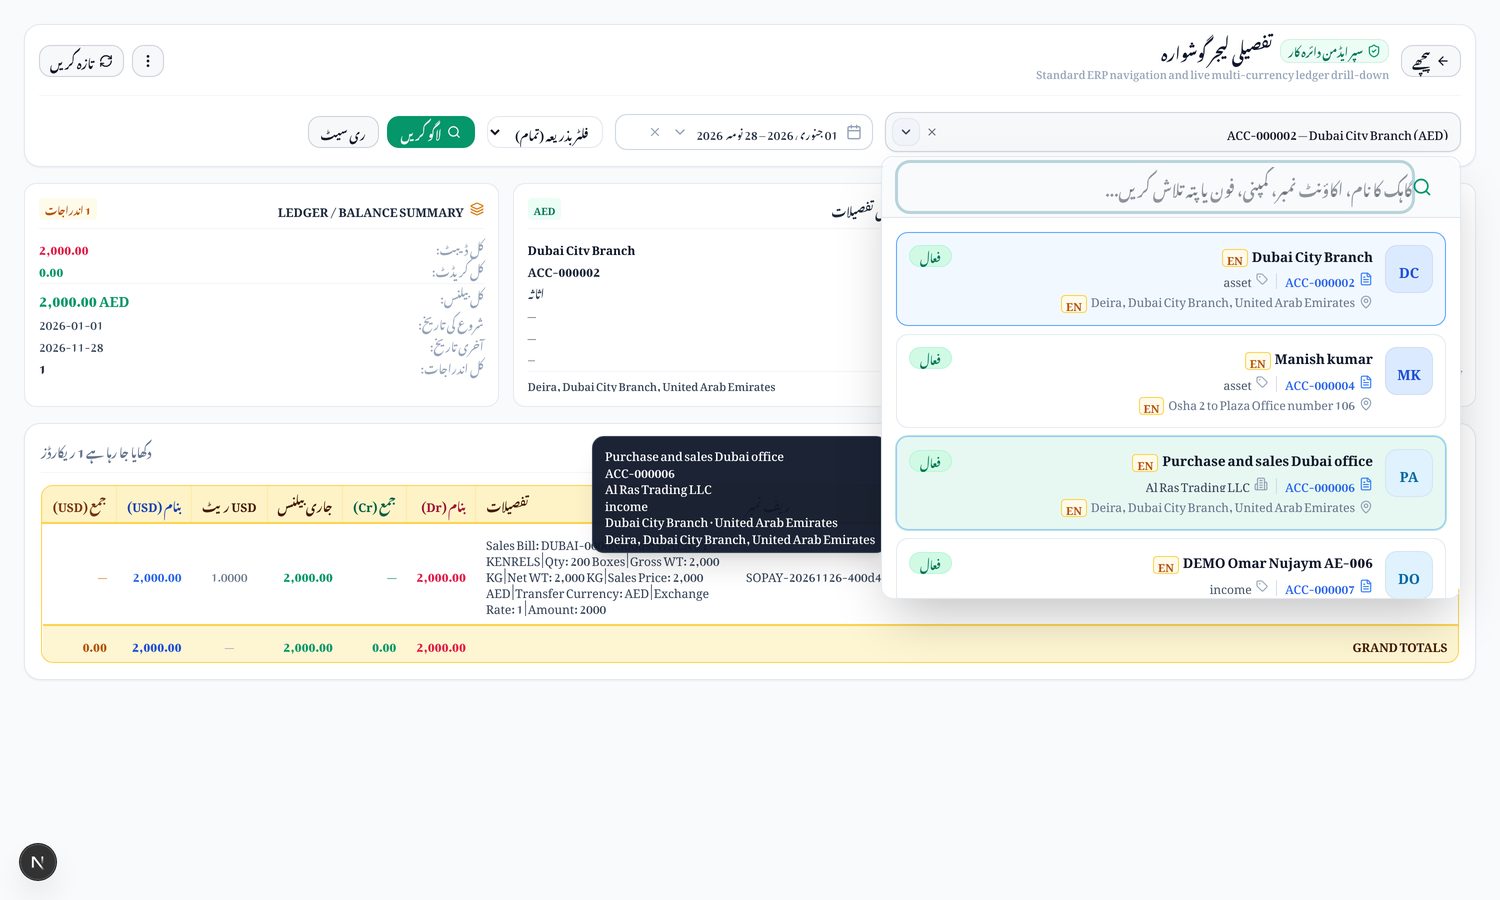 پیچھے
سپر ایڈمن دائرہ کار
تفصیلی لیجر گوشوارہ
Standard ERP navigation and live multi-currency ledger drill-down
تازہ کریں
ACC-000002 — Dubai City Branch (AED)
01 جنوری، 2026 – 28 نومبر 2026
فلٹر بذریعہ (تمام)
لاگو کریں
ری سیٹ
گاہک کا نام، اکاؤنٹ نمبر، کمپنی، فون یا پتہ تلاش کریں...
DC
Dubai City Branch EN
فعال
ACC-000002
asset
Deira, Dubai City Branch, United Arab Emirates EN
MK
Manish kumar EN
فعال
ACC-000004
asset
Osha 2 to Plaza Office number 106 EN
PA
Purchase and sales Dubai office EN
فعال
ACC-000006
Al Ras Trading LLC
Deira, Dubai City Branch, United Arab Emirates EN
DO
DEMO Omar Nujaym AE-006 EN
فعال
ACC-000007
income
تفصیلات
AED
Dubai City Branch
ACC-000002
اثاثہ
—
—
—
Deira, Dubai City Branch, United Arab Emirates
LEDGER / BALANCE SUMMARY
1 اندراجات
کل ڈیبٹ:
2,000.00
کل کریڈٹ:
0.00
کل بیلنس:
2,000.00 AED
شروع کی تاریخ:
2026-01-01
آخری تاریخ:
2026-11-28
کل اندراجات:
1
دکھایا جا رہا ہے 1 ریکارڈز
Purchase and sales Dubai office
ACC-000006
Al Ras Trading LLC
income
Dubai City Branch · United Arab Emirates
Deira, Dubai City Branch, United Arab Emirates
تفصیلات
بنام (Dr)
جمع (Cr)
جاری بیلنس
USD ریٹ
بنام (USD)
جمع (USD)
SOPAY-20261126-400d4
Sales Bill: DUBAI-00
KENRELS|Qty: 200 Boxes|Gross WT: 2,000
KG|Net WT: 2,000 KG|Sales Price: 2,000
AED|Transfer Currency: AED|Exchange
Rate: 1|Amount: 2000
2,000.00
—
2,000.00
1.0000
2,000.00
—
GRAND TOTALS
2,000.00
0.00
2,000.00
—
2,000.00
0.00
N